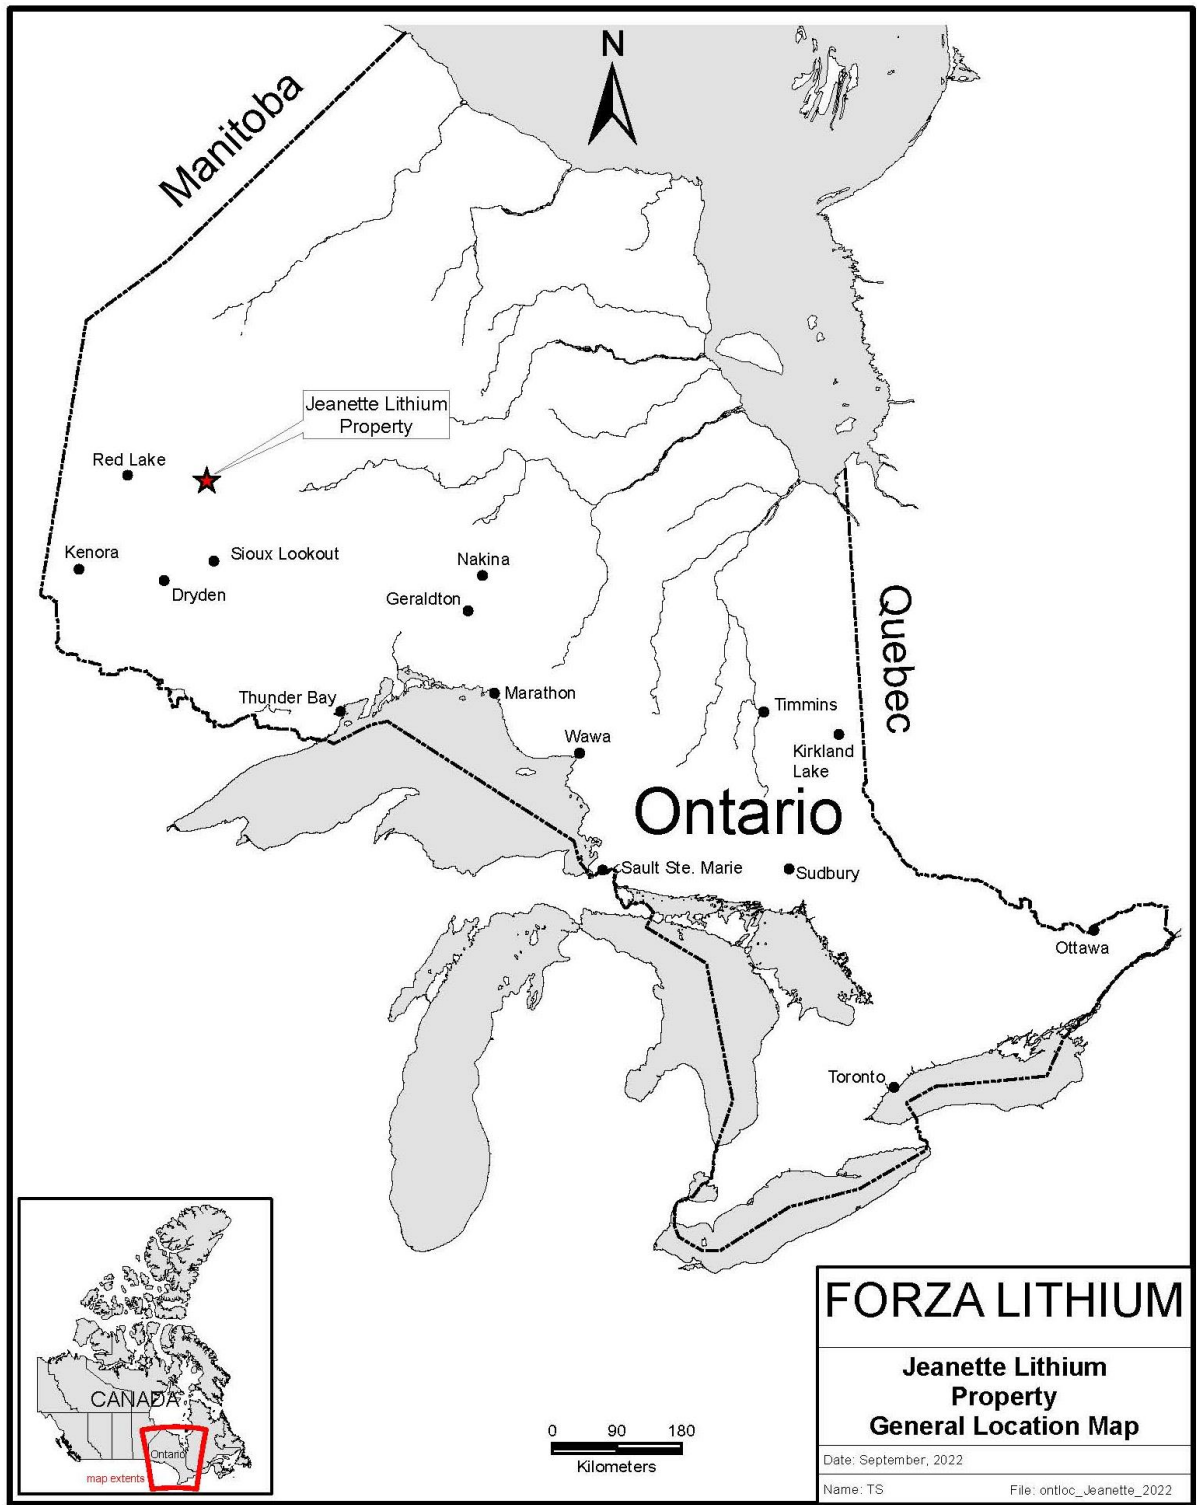 N
Manitoba
Jeanette Lithium
Property
Red Lake
Kenora
Sioux Lookout
Dryden
Nakina
Geraldton
Quebec
Thunder Bay
Marathon
Timmins
Wawa
Kirkland
Lake
Ontario
Sault Ste. Marie
Sudbury
Ottawa
Toronto
CANADA
Ontario
map extents
0 90 180
Kilometers
FORZA LITHIUM
Jeanette Lithium
Property
General Location Map
Date: September, 2022
Name: TS File: ontloc_Jeanette_2022